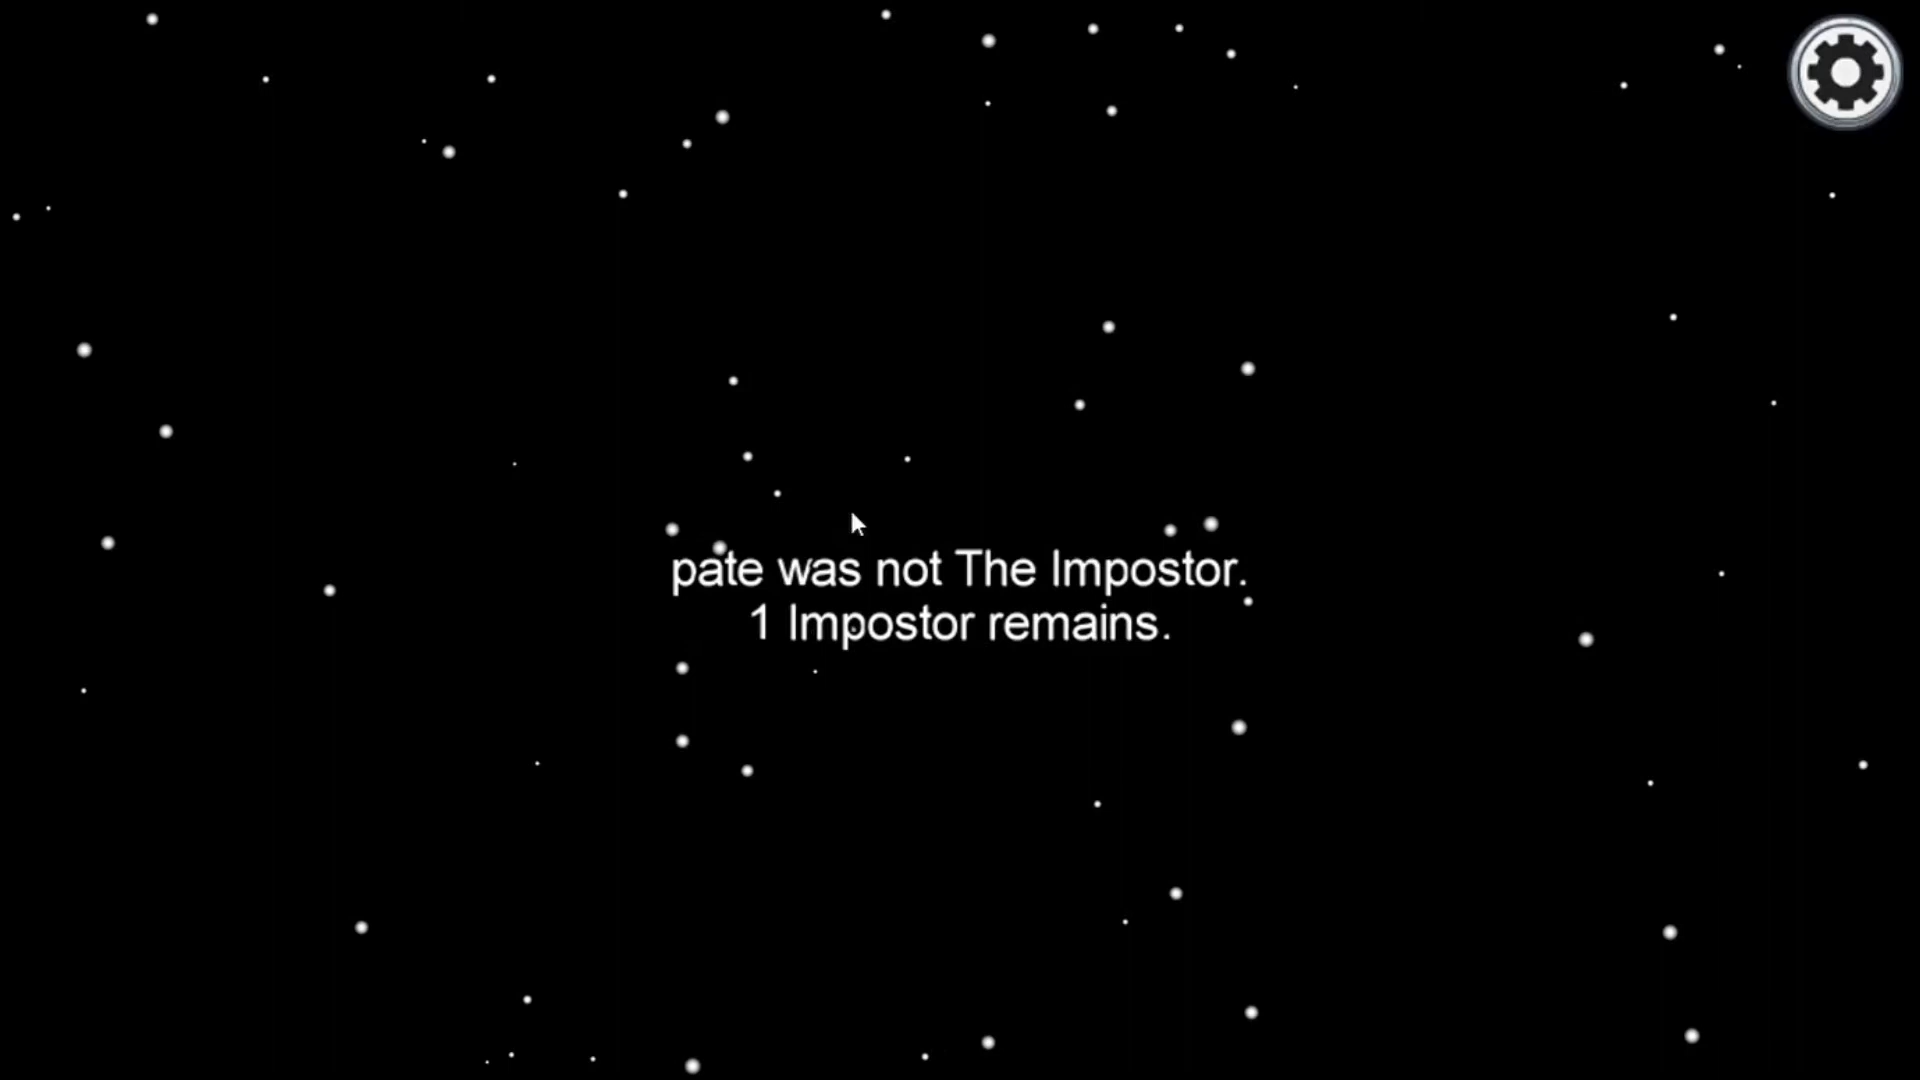 pate was not The Impostor.
1 Impostor remains.